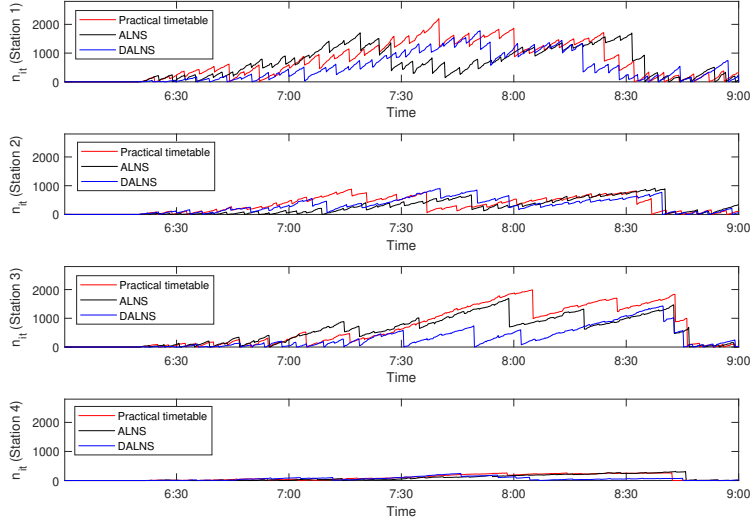 n_it (Station 1)
2000
1000
0
Practical timetable
ALNS
DALNS
6:30 7:00 7:30 8:00 8:30 9:00
Time
n_it (Station 2)
2000
1000
0
Practical timetable
ALNS
DALNS
6:30 7:00 7:30 8:00 8:30 9:00
Time
n_it (Station 3)
2000
1000
0
Practical timetable
ALNS
DALNS
6:30 7:00 7:30 8:00 8:30 9:00
Time
n_it (Station 4)
2000
1000
0
Practical timetable
ALNS
DALNS
6:30 7:00 7:30 8:00 8:30 9:00
Time